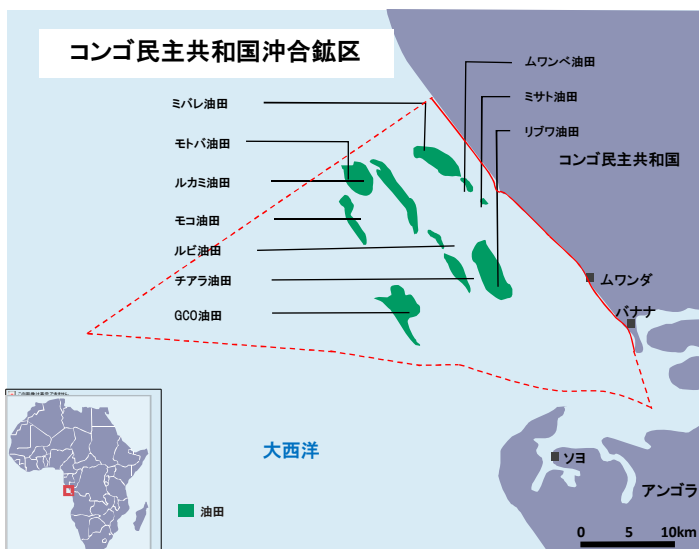 コンゴ民主共和国沖合鉱区
ムワンベ油田
ミバレ油田
ミサト油田
モトバ油田
リブワ油田
コンゴ民主共和国
ルカミ油田
モコ油田
ルビ油田
チアラ油田
ムワンダ
GCO油田
バナナ
大西洋
ソヨ
アンゴラ
油田
0 5 10km